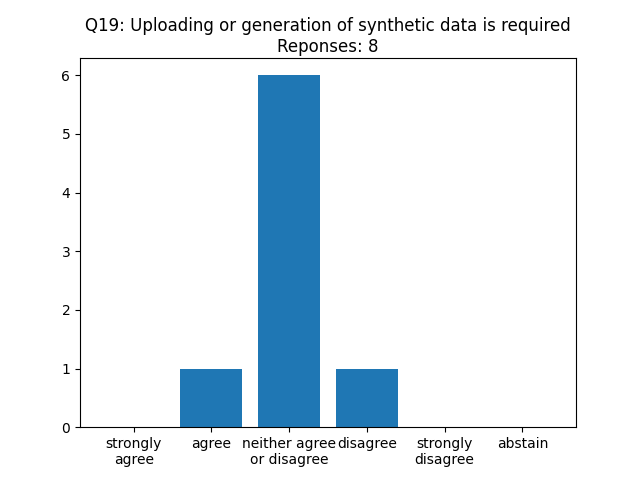 Q19: Uploading or generation of synthetic data is required
Reponses: 8
6
5
4
3
2
1
0
strongly
agree
agree
neither agree
or disagree
disagree
strongly
disagree
abstain